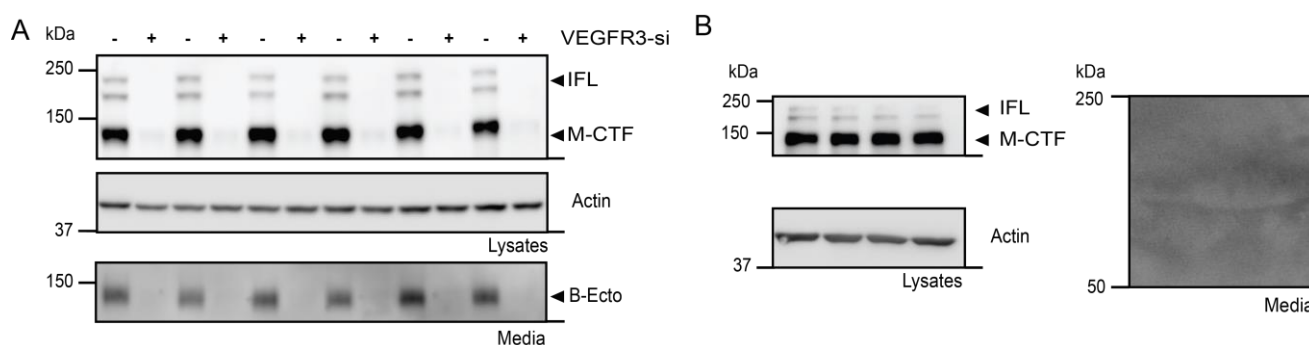 A
kDa
- + - + - + - + - + - + VEGFR3-si
250
IFL
150
M-CTF
Actin
37
Lysates
150
B-Ecto
Media
B
kDa
250
IFL
150
M-CTF
Actin
37
Lysates
kDa
250
50
Media